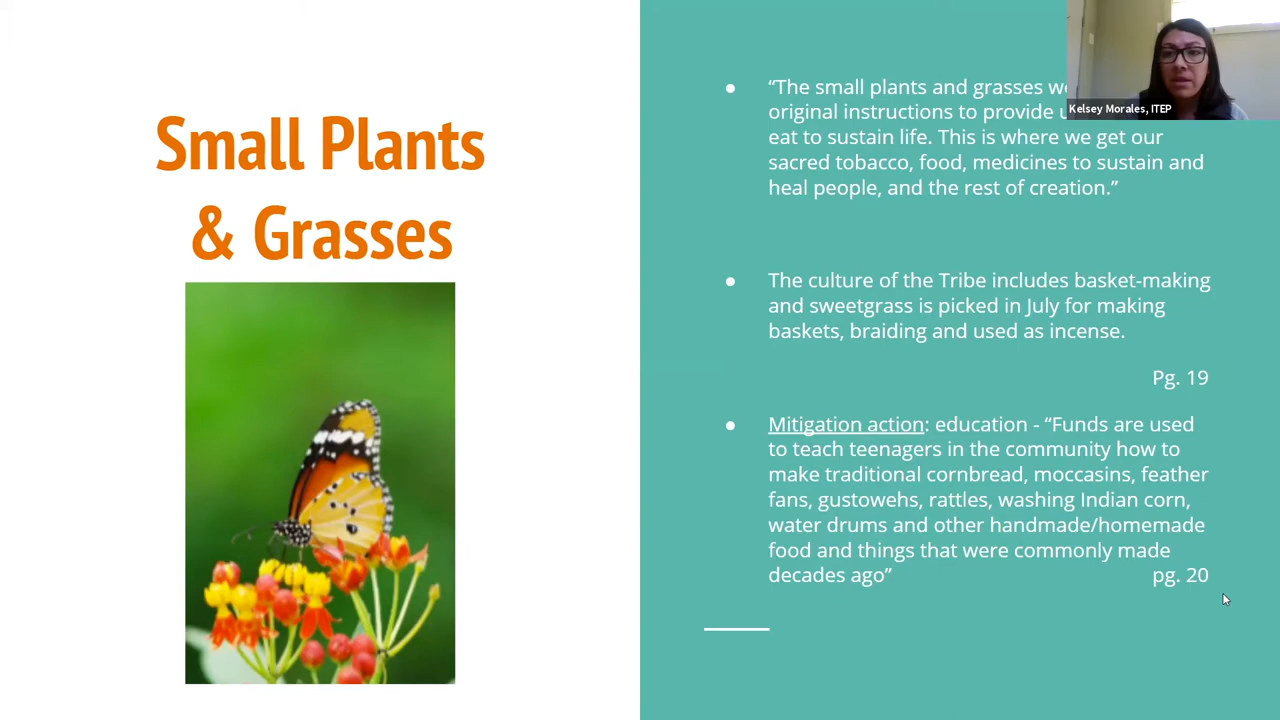 Small Plants
& Grasses
● “The small plants and grasses
original instructions to provide
eat to sustain life. This is where we get our
sacred tobacco, food, medicines to sustain and
heal people, and the rest of creation.”
● The culture of the Tribe includes basket-making
and sweetgrass is picked in July for making
baskets, braiding and used as incense.
Pg. 19
● Mitigation action: education - “Funds are used
to teach teenagers in the community how to
make traditional cornbread, moccasins, feather
fans, gustowehs, rattles, washing Indian corn,
water drums and other handmade/homemade
food and things that were commonly made
decades ago” pg. 20
Kelsey Morales, ITEP